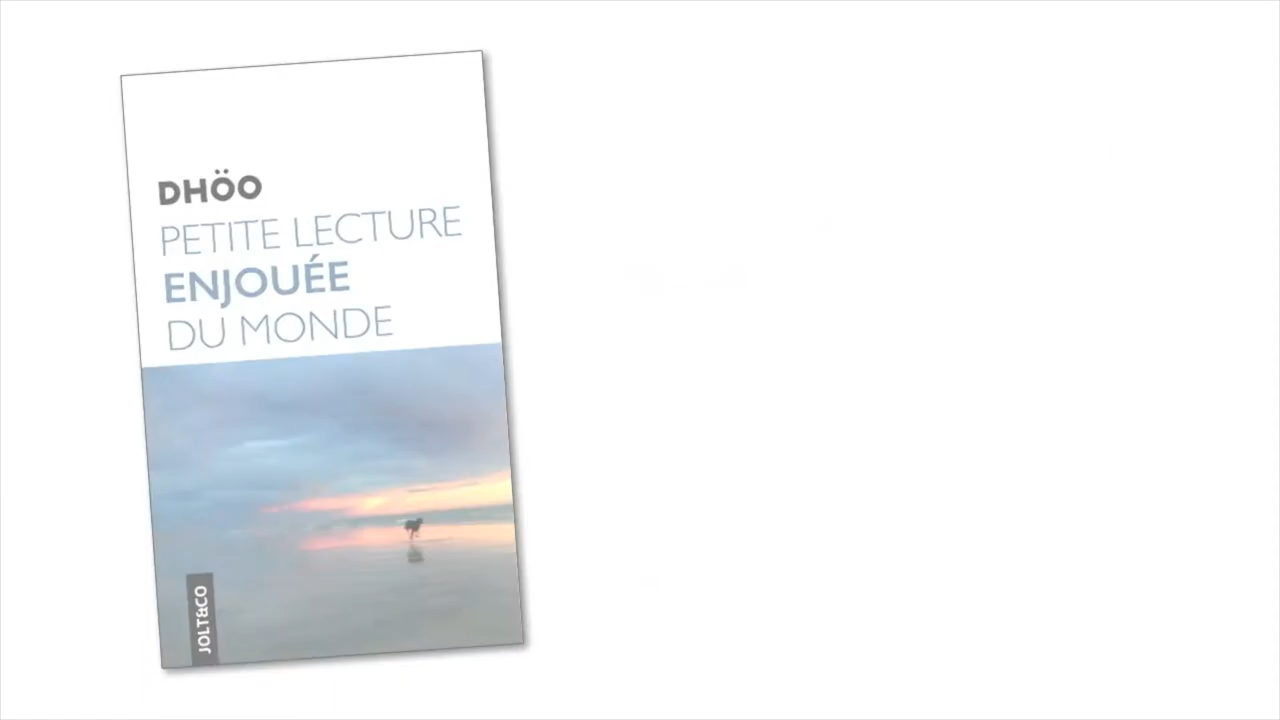 DHÖO
PETITE LECTURE
ENJOUÉE
DU MONDE
JOLT&CO